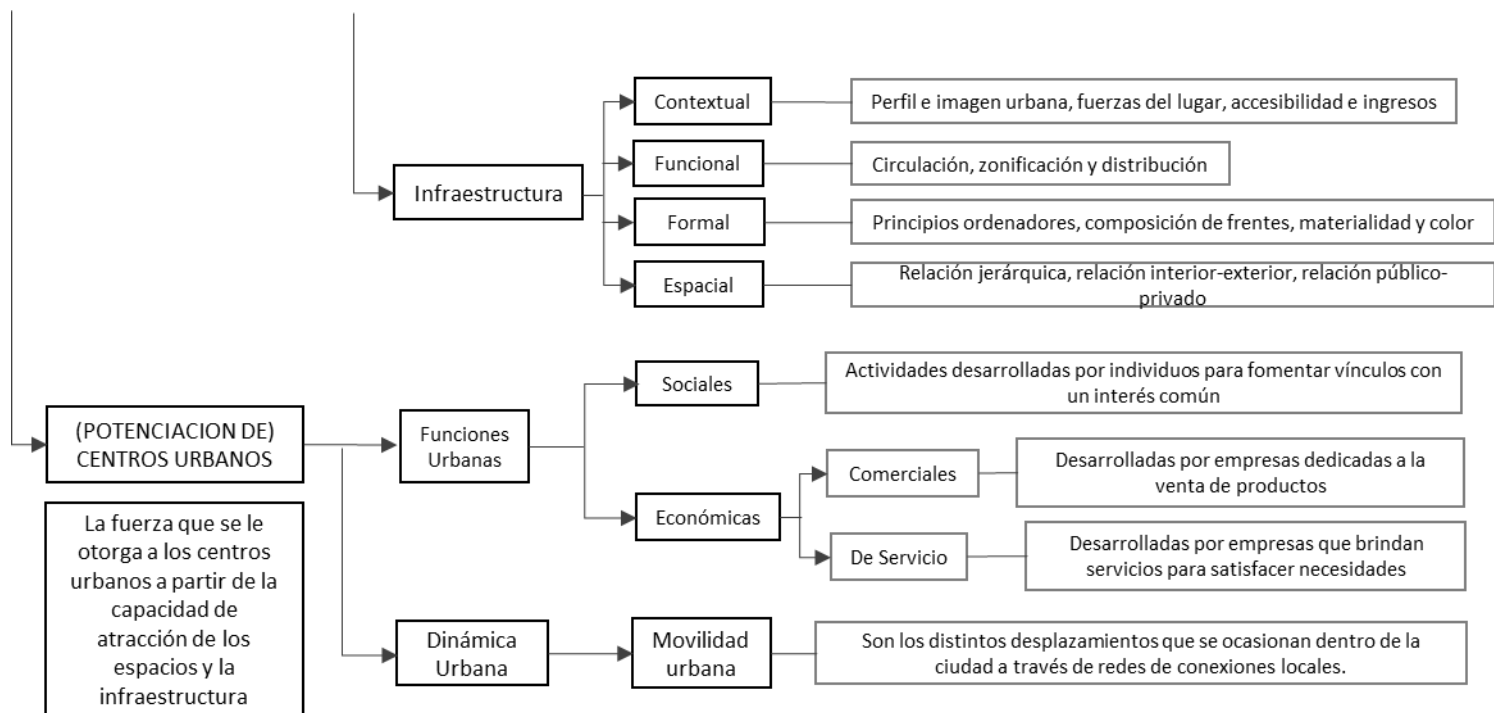 Contextual
Perfil e imagen urbana, fuerzas del lugar, accesibilidad e ingresos
Funcional
Circulación, zonificación y distribución
Infraestructura
Formal
Principios ordenadores, composición de frentes, materialidad y color
Espacial
Relación jerárquica, relación interior-exterior, relación público-
privado
Sociales
Actividades desarrolladas por individuos para fomentar vínculos con
un interés común
(POTENCIACION DE)
CENTROS URBANOS
Funciones
Urbanas
Comerciales
Desarrolladas por empresas dedicadas a la
venta de productos
Económicas
De Servicio
Desarrolladas por empresas que brindan
servicios para satisfacer necesidades
La fuerza que se le
otorga a los centros
urbanos a partir de la
capacidad de
atracción de los
espacios y la
infraestructura
Dinámica
Urbana
Movilidad
urbana
Son los distintos desplazamientos que se ocasionan dentro de la
ciudad a través de redes de conexiones locales.